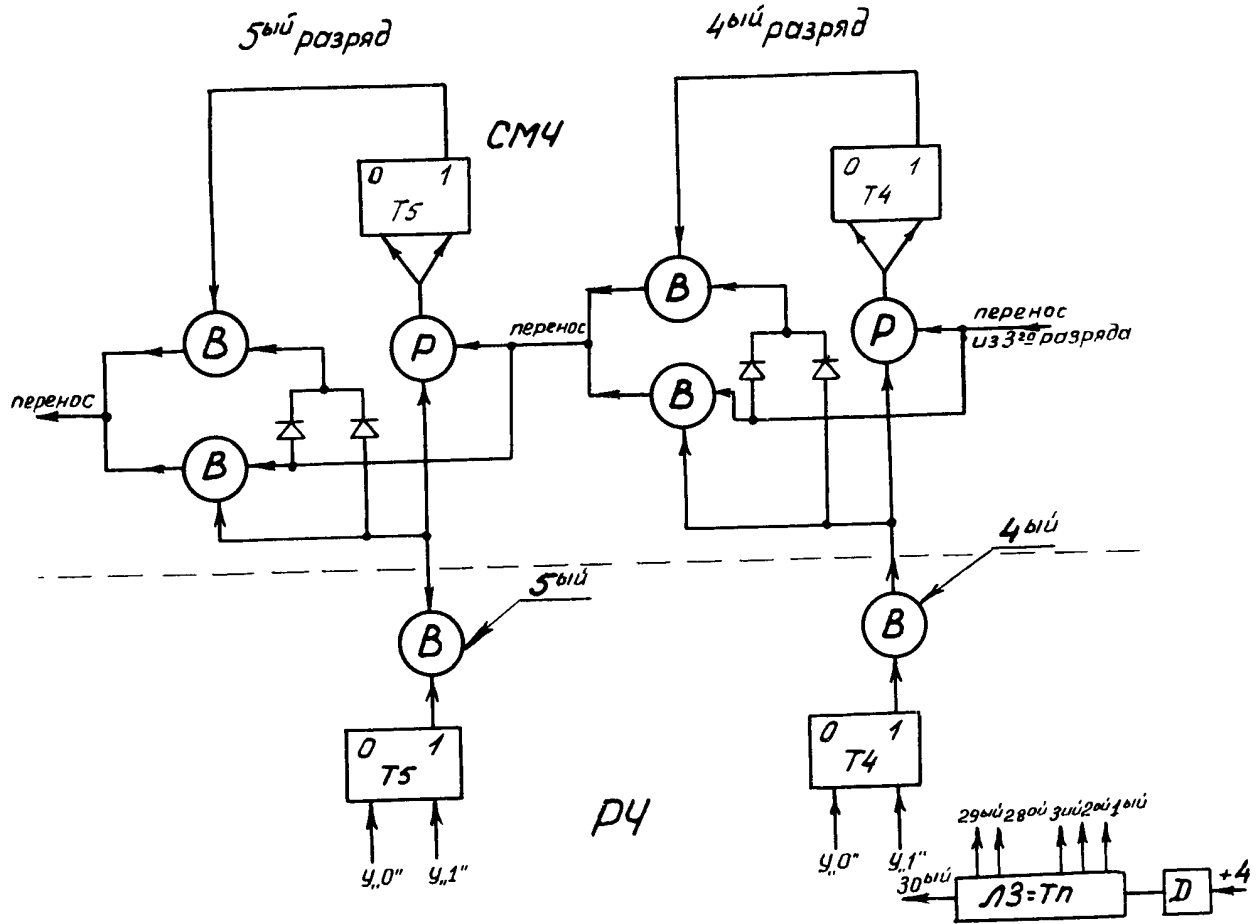 5ый разряд
4ый разряд
СМЧ
0 1
Т5
0 1
Т4
В
Р
В
Р
перенос
перенос
из 3го разряда
В
В
перенос
В
5ый
4ый
В
В
0 1
Т5
0 1
Т4
РЧ
29ый 28ой 3ий 2ой 1ый
У„0" У„1"
У„0" У„1"
30ый
ЛЗ=Тп
D
+4